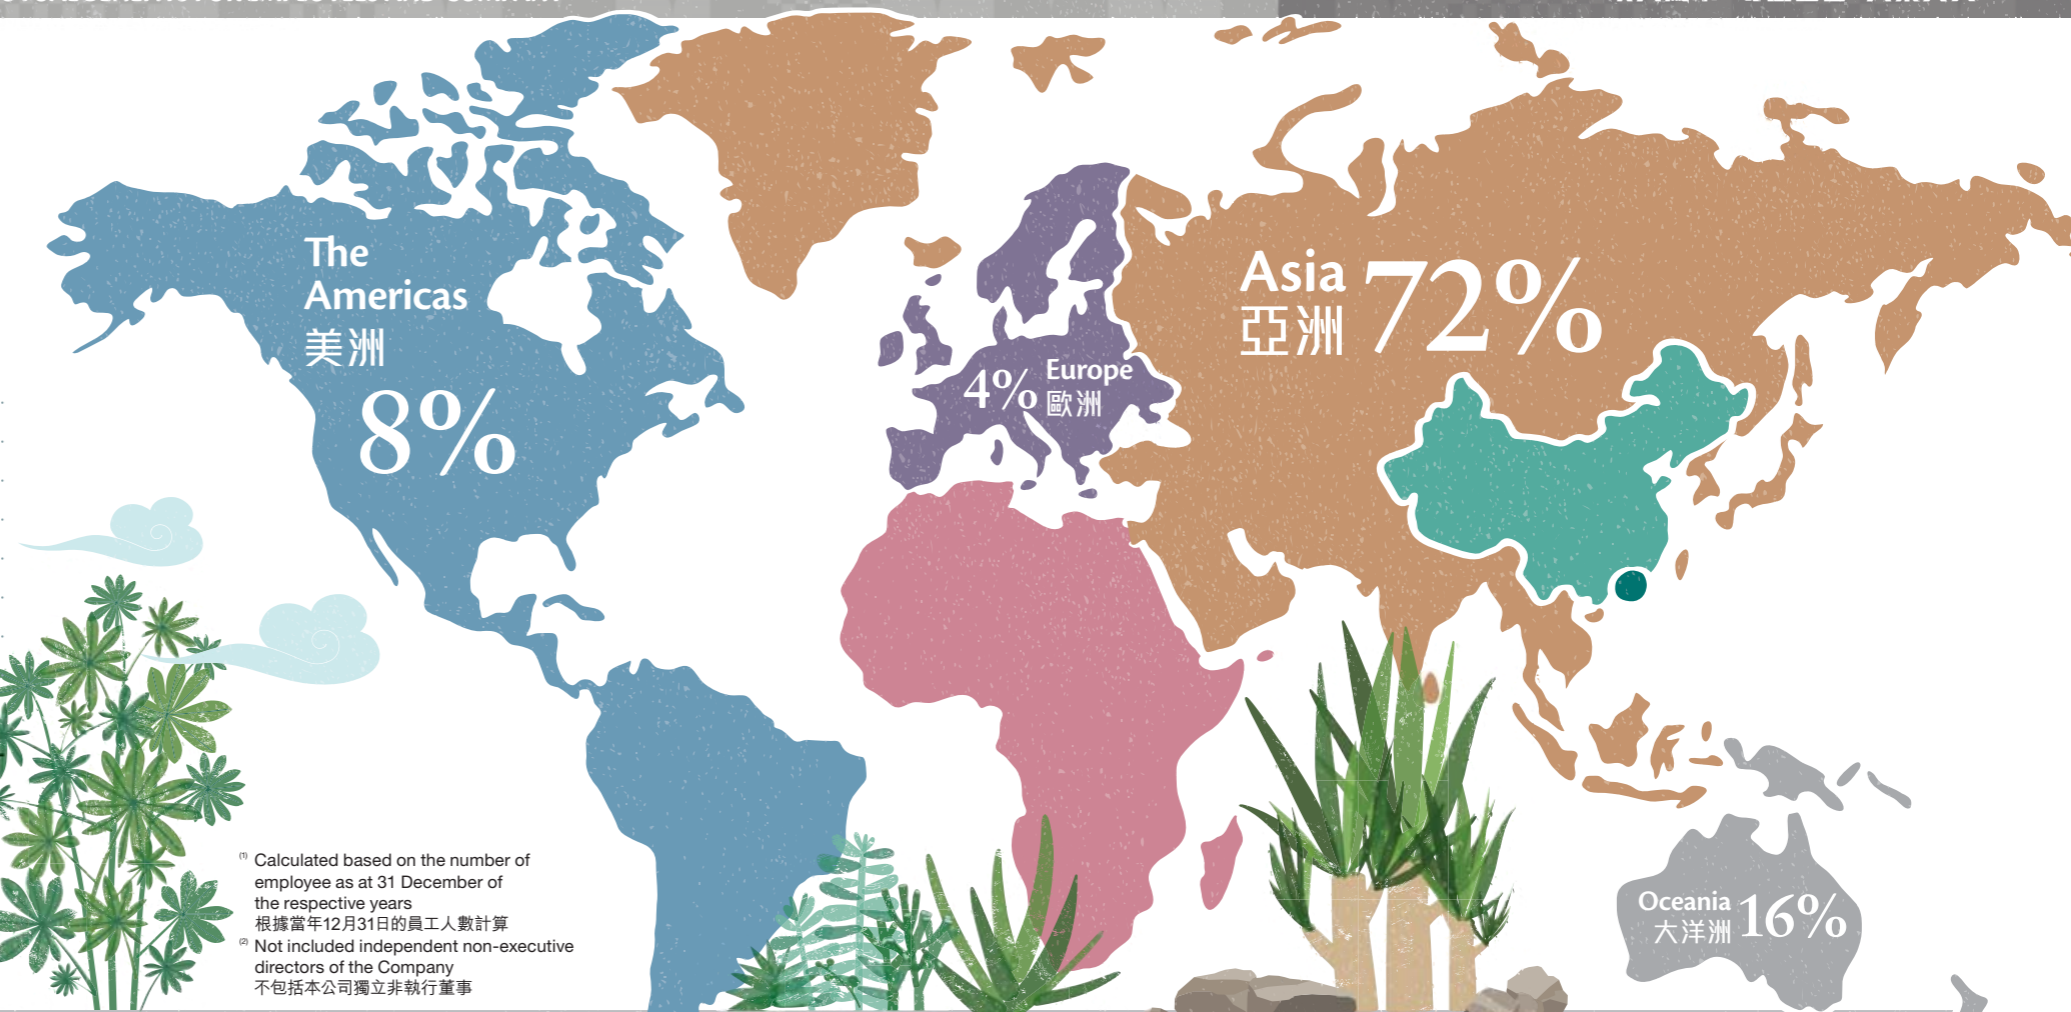 The
Americas
美洲
8%
4% Europe
歐洲
Asia
亞洲
72%
Oceania
大洋洲
16%
(1) Calculated based on the number of
employee as at 31 December of
the respective years
根據當年12月31日的員工人數計算
(2) Not included independent non-executive
directors of the Company
不包括本公司獨立非執行董事